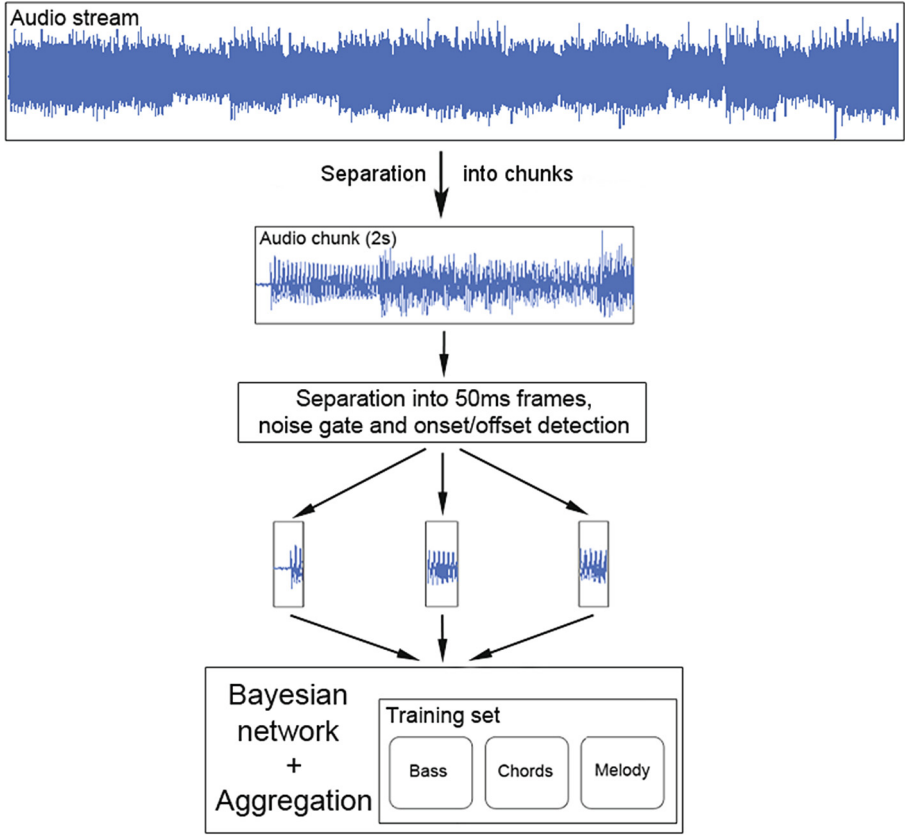 Audio stream
Separation into chunks
Audio chunk (2s)
Separation into 50ms frames,
noise gate and onset/offset detection
Bayesian
network
+
Aggregation
Training set
Bass
Chords
Melody